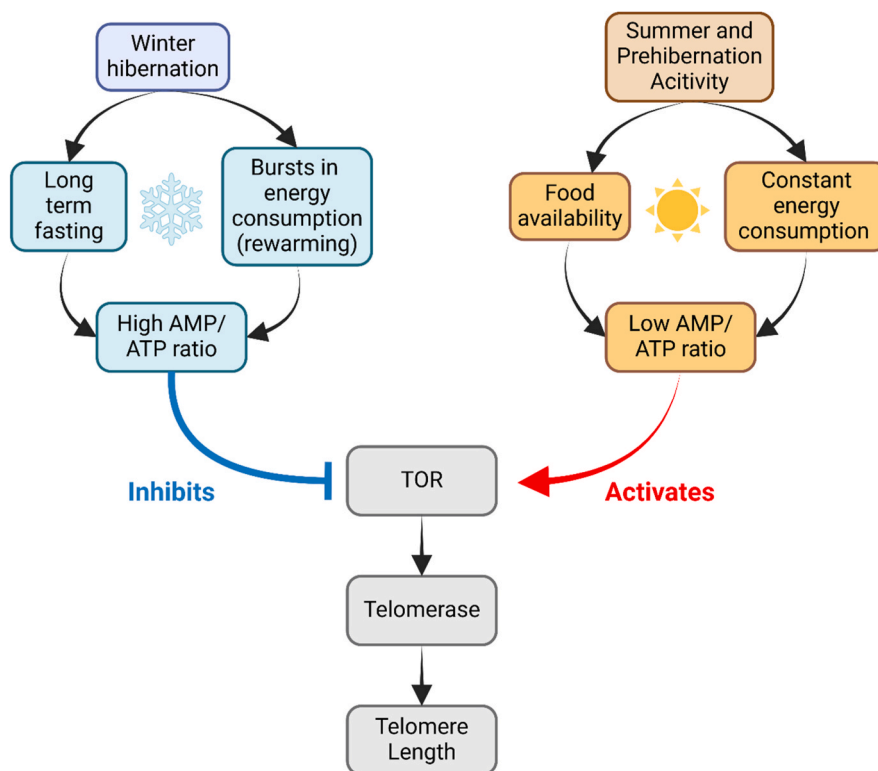 Winter
hibernation
Summer and
Prehibernation
Acitivity
Long
term
fasting
Bursts in
energy
consumption
(rewarming)
Food
availability
Constant
energy
consumption
High AMP/
ATP ratio
Low AMP/
ATP ratio
Inhibits
TOR
Activates
Telomerase
Telomere
Length